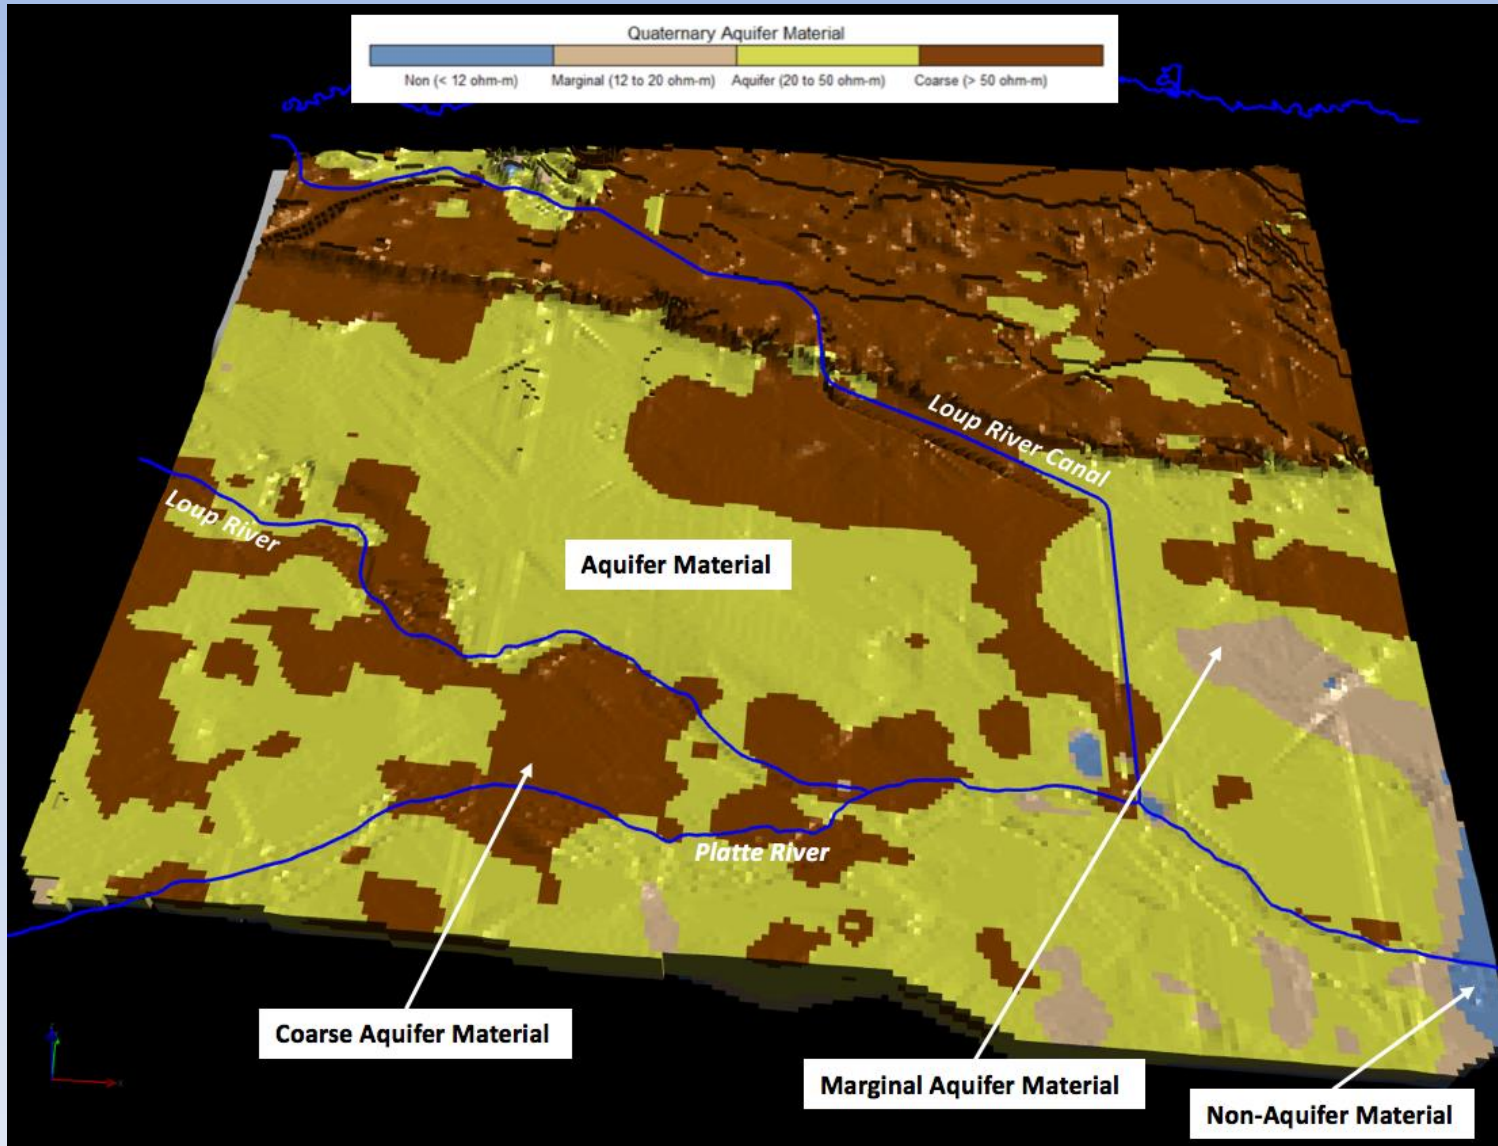 Quaternary Aquifer Material
Non (< 12 ohm-m) Marginal (12 to 20 ohm-m) Aquifer (20 to 50 ohm-m) Coarse (> 50 ohm-m)
Loup River Canal
Loup River
Aquifer Material
Platte River
Coarse Aquifer Material
Marginal Aquifer Material
Non-Aquifer Material